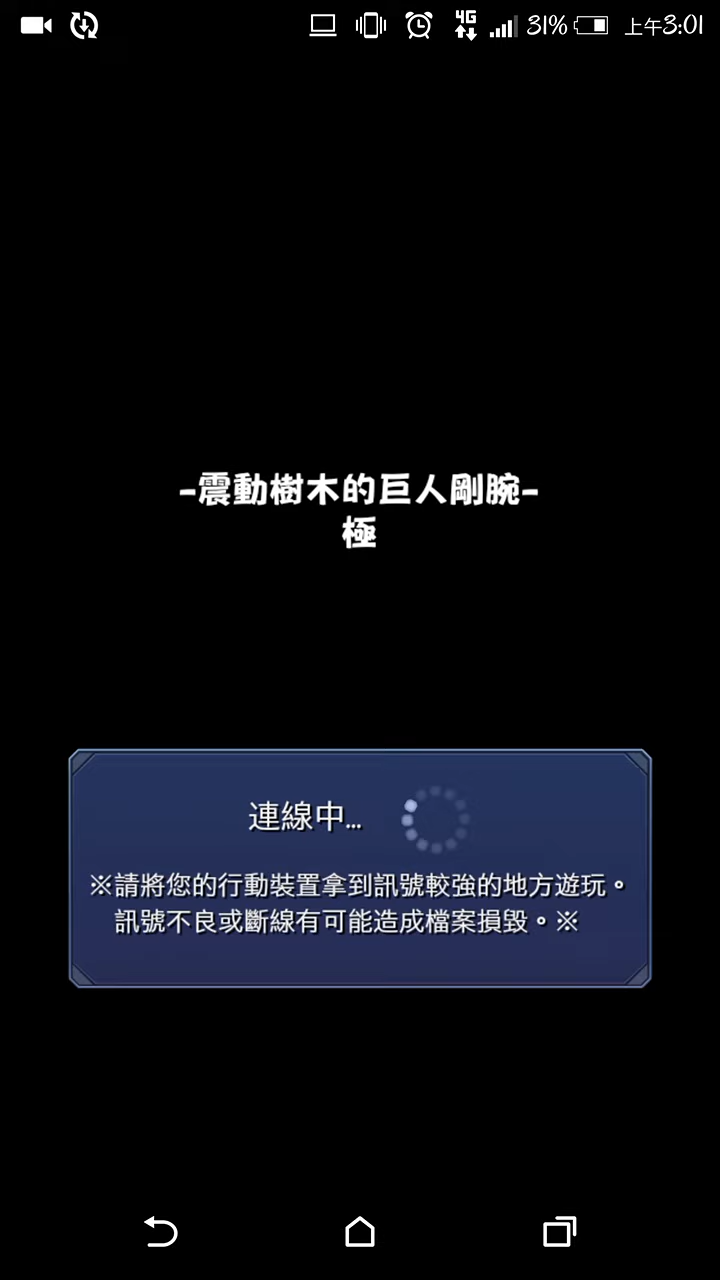 4G 31% 上午3:01
-震動樹木的巨人剛腕-
極
連線中...
※請將您的行動裝置拿到訊號較強的地方遊玩。
訊號不良或斷線有可能造成檔案損毀。※